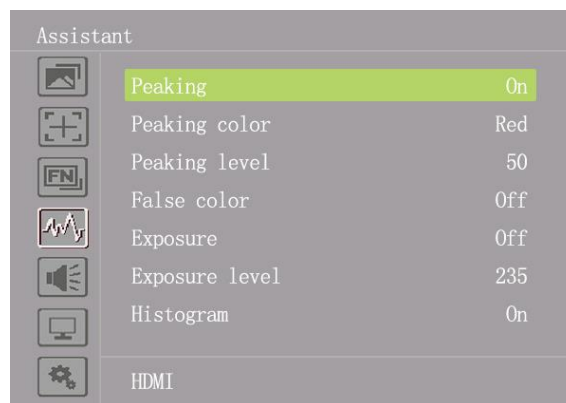 Assistant
Peaking On
Peaking color Red
Peaking level 50
FN
False color Off
Exposure Off
Exposure level 235
Histogram On
HDMI